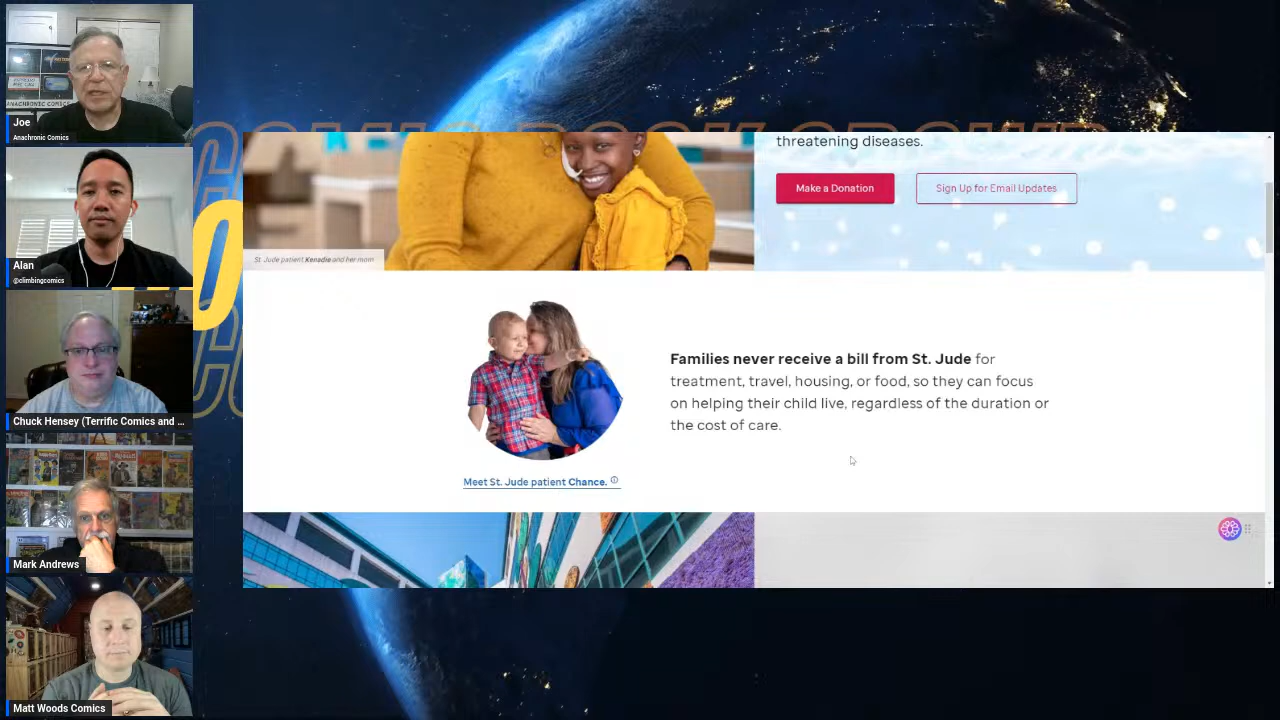 Joe
Anachronic Comics
ANACHRONIC COMICS
Alan
@climbingcomics
Chuck Hensey (Terrific Comics and ...
Mark Andrews
Matt Woods Comics
threatening diseases.
Make a Donation
Sign Up for Email Updates
St. Jude patient Kenadie and her mom
Families never receive a bill from St. Jude for
treatment, travel, housing, or food, so they can focus
on helping their child live, regardless of the duration or
the cost of care.
Meet St. Jude patient Chance.